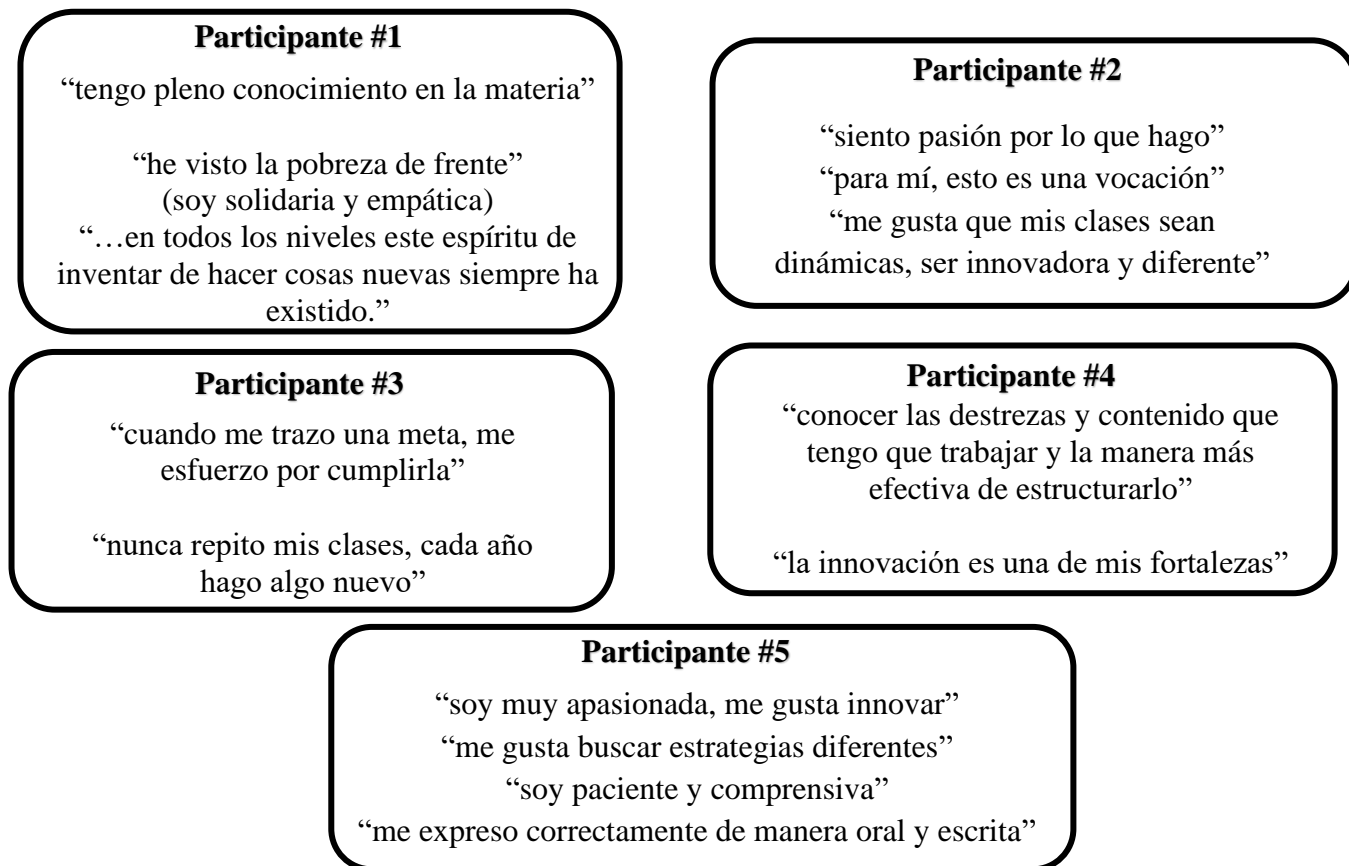 Participante #1
“tengo pleno conocimiento en la materia”
“he visto la pobreza de frente”
(soy solidaria y empática)
“…en todos los niveles este espíritu de
inventar de hacer cosas nuevas siempre ha
existido.”
Participante #2
“siento pasión por lo que hago”
“para mí, esto es una vocación”
“me gusta que mis clases sean
dinámicas, ser innovadora y diferente”
Participante #3
“cuando me trazo una meta, me
esfuerzo por cumplirla”
“nunca repito mis clases, cada año
hago algo nuevo”
Participante #4
“conocer las destrezas y contenido que
tengo que trabajar y la manera más
efectiva de estructurarlo”
“la innovación es una de mis fortalezas”
Participante #5
“soy muy apasionada, me gusta innovar”
“me gusta buscar estrategias diferentes”
“soy paciente y comprensiva”
“me expreso correctamente de manera oral y escrita”